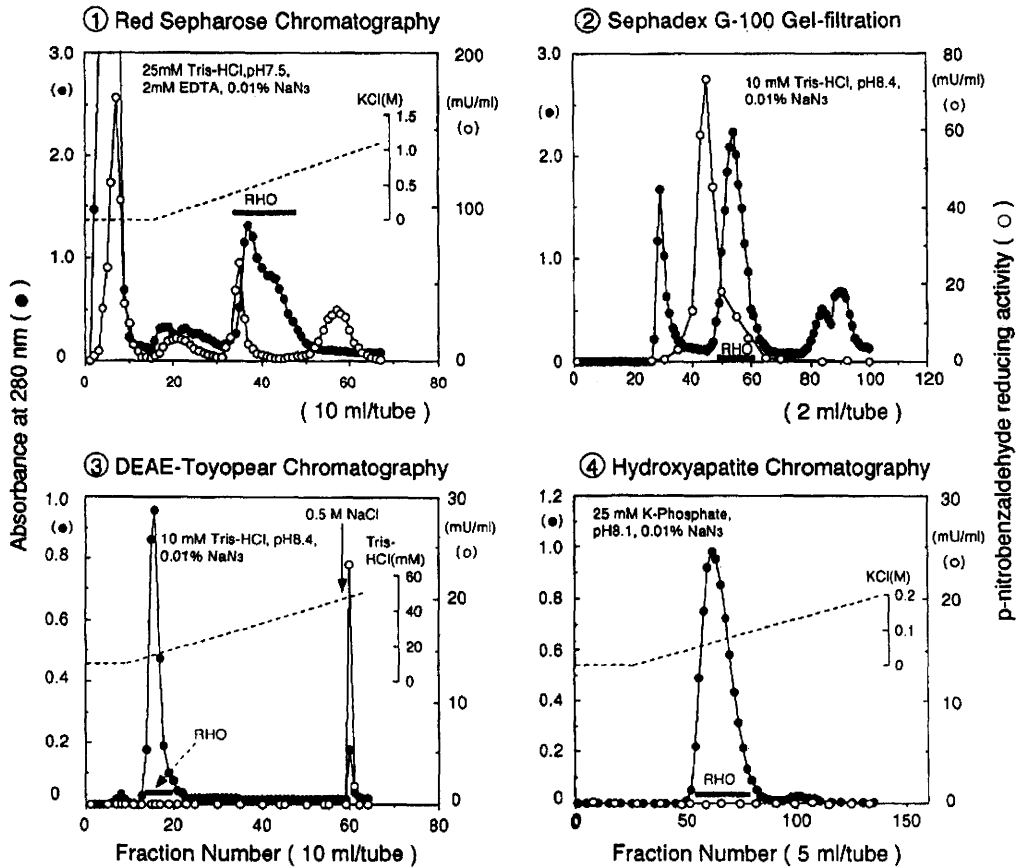 ① Red Sepharose Chromatography
3.0
(●)
2.0
1.0
0
25mM Tris-HCl,pH7.5,
2mM EDTA, 0.01% NaN3
KCl(M)
1.5
1.0
0.5
0
RHO
200
(mU/ml)
(○)
100
0
0 20 40 60 80
( 10 ml/tube )
② Sephadex G-100 Gel-filtration
3.0
(●)
2.0
1.0
0
10 mM Tris-HCl, pH8.4,
0.01% NaN3
RHO
80
(mU/ml)
(○)
60
40
20
0
0 20 40 60 80 100 120
( 2 ml/tube )
③ DEAE-Toyopear Chromatography
1.0
(●)
0.8
0.6
0.4
0.2
0
10 mM Tris-HCl, pH8.4,
0.01% NaN3
0.5 M NaCl
Tris-
HCl(mM)
60
40
20
0
RHO
30
(mU/ml)
(○)
20
10
0
0 20 40 60 80
Fraction Number ( 10 ml/tube )
④ Hydroxyapatite Chromatography
1.2
(●)
1.0
0.8
0.6
0.4
0.2
0
25 mM K-Phosphate,
pH8.1, 0.01% NaN3
KCl(M)
0.2
0.1
0
RHO
30
(mU/ml)
(○)
20
10
0
0 50 100 150
Fraction Number ( 5 ml/tube )
Absorbance at 280 nm ( ● )
p-nitrobenzaldehyde reducing activity ( ○ )